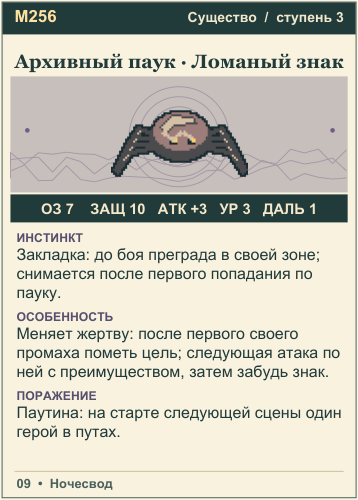 M256
Существо / ступень 3
Архивный паук · Ломаный знак
ОЗ 7 ЗАЩ 10 АТК +3 УР 3 ДАЛЬ 1
ИНСТИНКТ
Закладка: до боя преграда в своей зоне;
снимается после первого попадания по
пауку.
ОСОБЕННОСТЬ
Меняет жертву: после первого своего
промаха пометь цель; следующая атака по
ней с преимуществом, затем забудь знак.
ПОРАЖЕНИЕ
Паутина: на старте следующей сцены один
герой в путах.
09 • Ночесвод